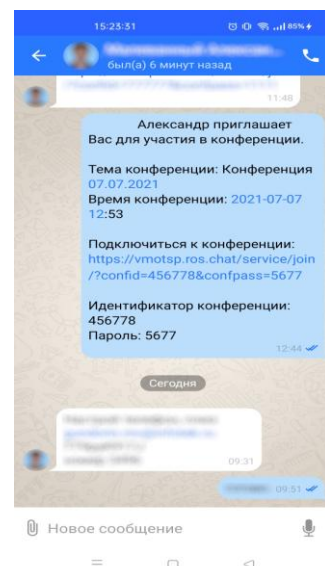 15:23:31
85%
был(а) 6 минут назад
11:48
Александр приглашает
Вас для участия в конференции.
Тема конференции: Конференция
07.07.2021
Время конференции: 2021-07-07
12:53
Подключиться к конференции:
https://vmotsp.ros.chat/service/join
/?confid=456778&confpass=5677
Идентификатор конференции:
456778
Пароль: 5677
12:44
Сегодня
09:31
09:51
Новое сообщение